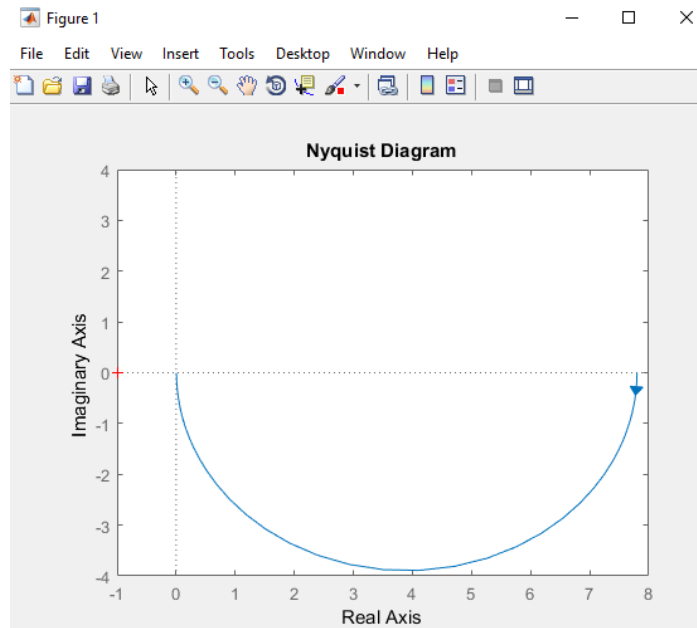 Figure 1
File Edit View Insert Tools Desktop Window Help
Nyquist Diagram
4
3
2
1
0
-1
-2
-3
-4
Imaginary Axis
-1 0 1 2 3 4 5 6 7 8
Real Axis